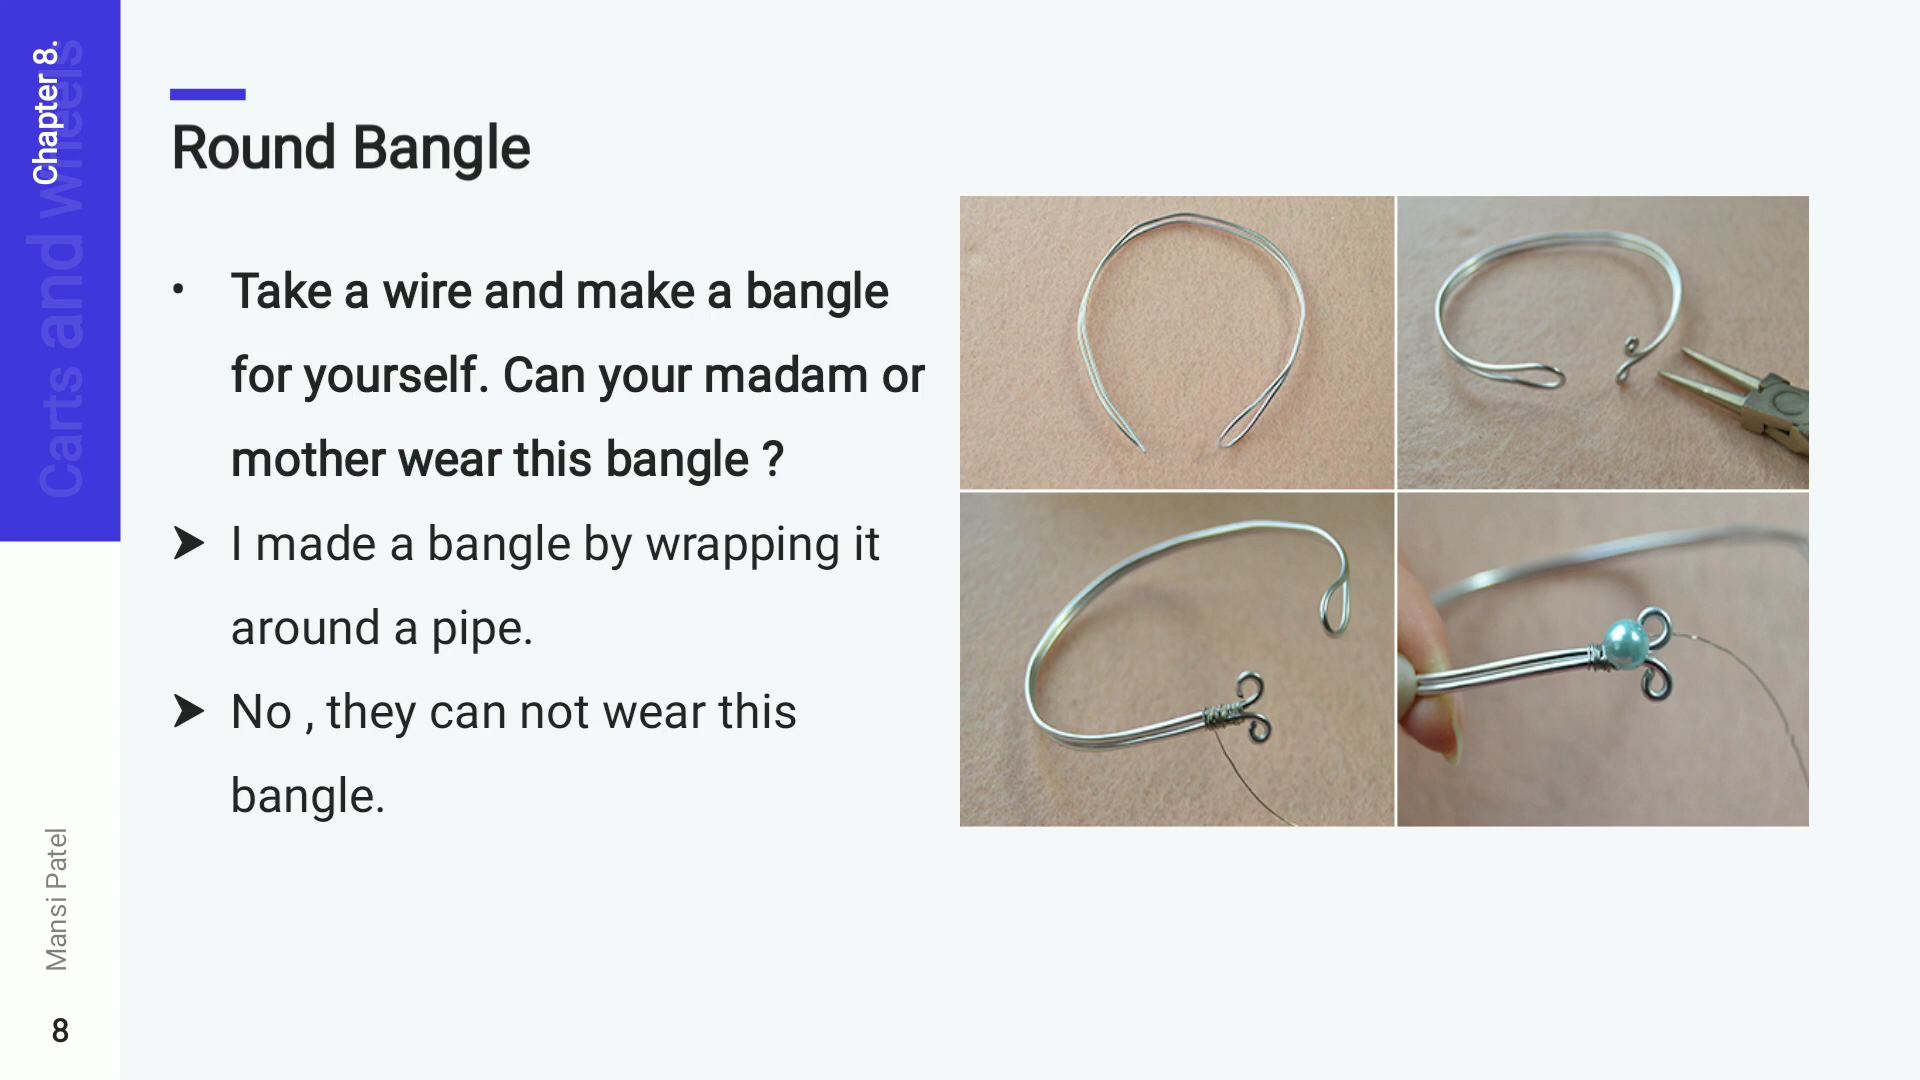 Chapter 8.
Carts and wheels
Round Bangle
• Take a wire and make a bangle
for yourself. Can your madam or
mother wear this bangle ?
➤ I made a bangle by wrapping it
around a pipe.
➤ No , they can not wear this
bangle.
Mansi Patel
8